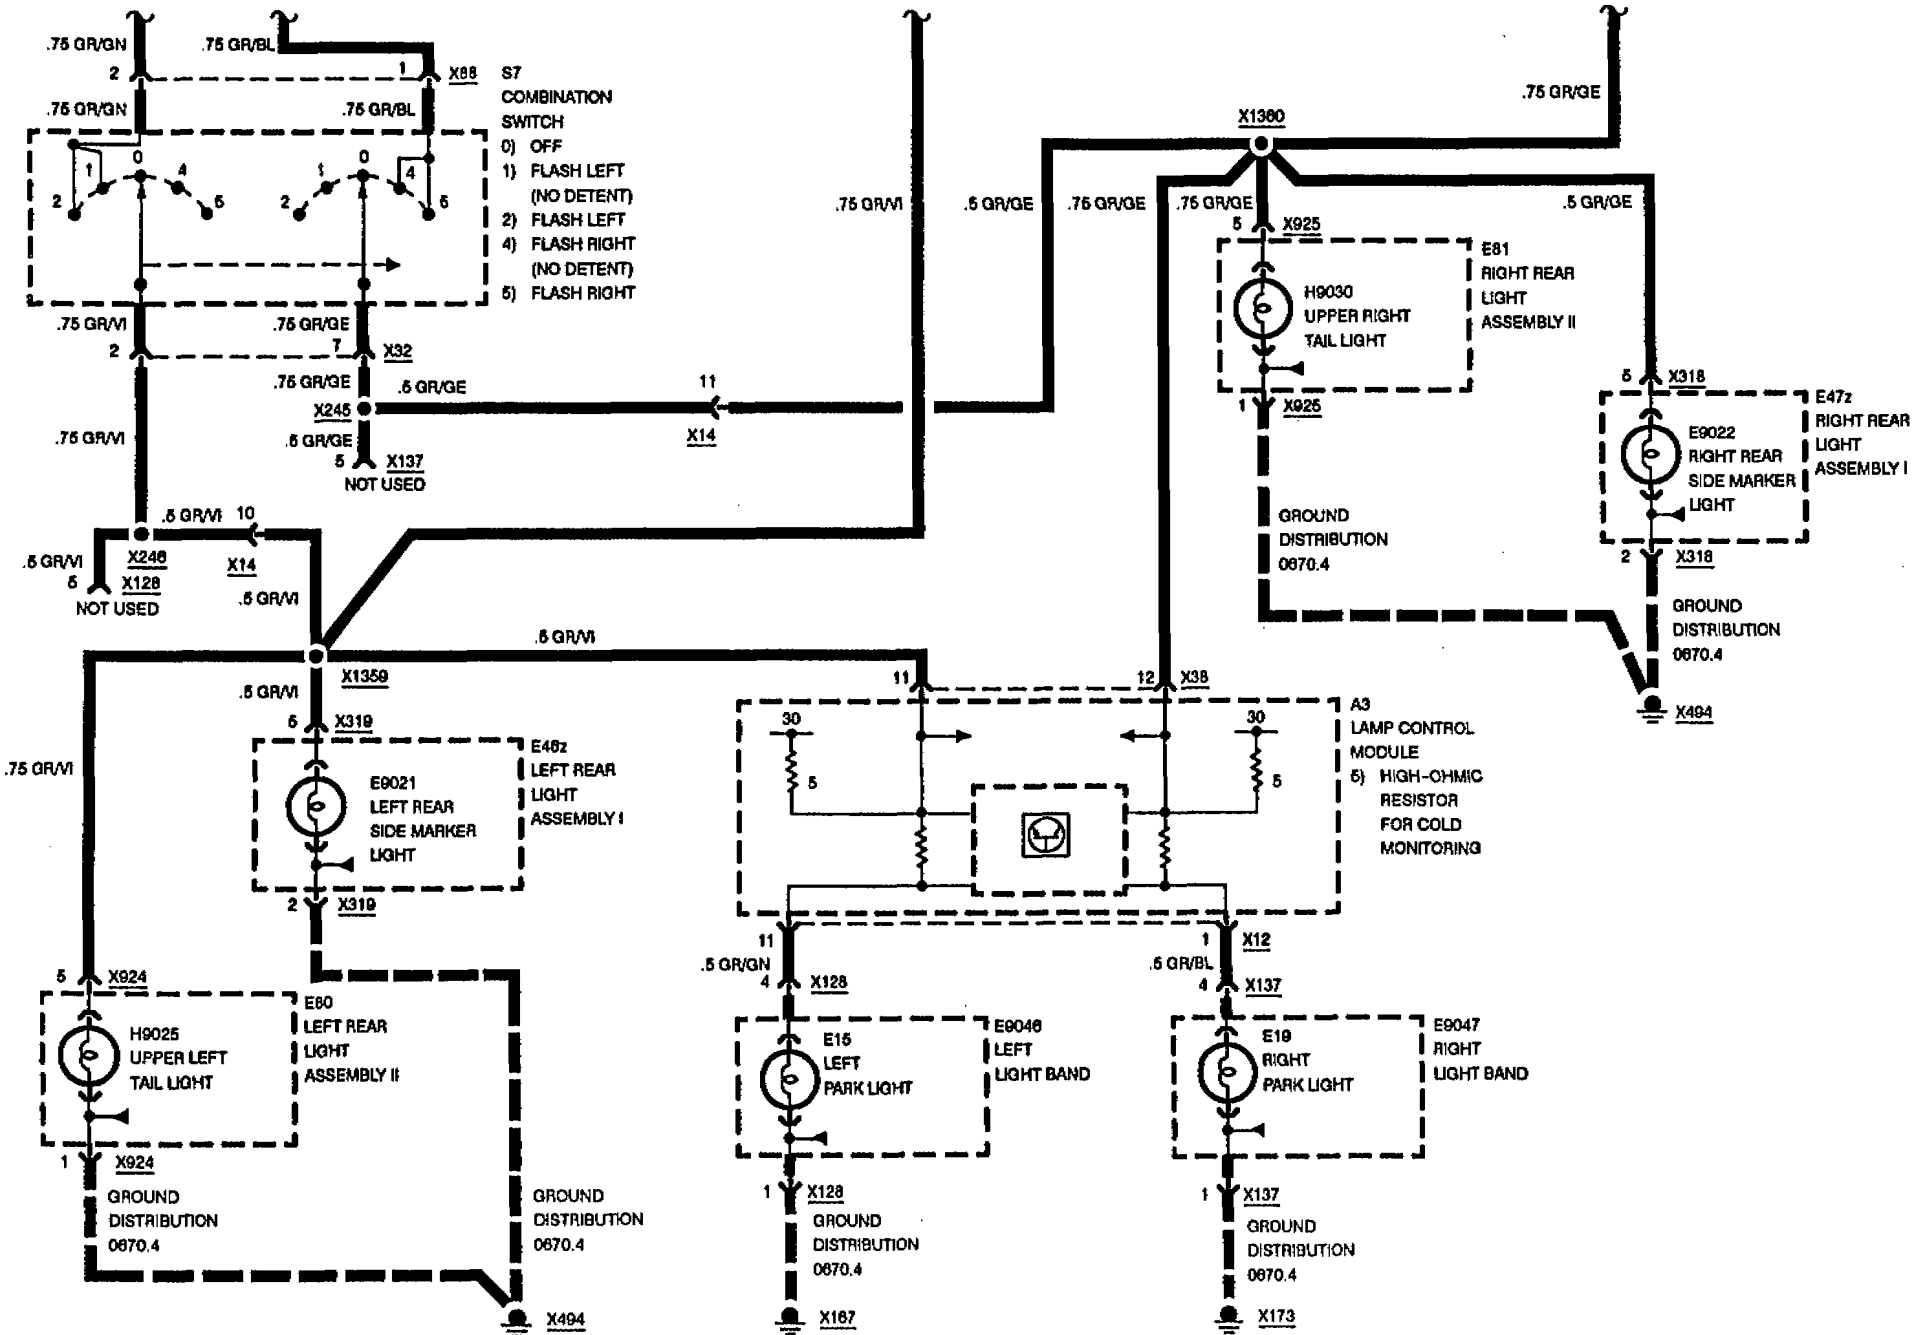 .75 GR/GN
.75 GR/BL
2
1
X88
.75 GR/GN
.75 GR/BL
S7
COMBINATION
SWITCH
0) OFF
1) FLASH LEFT
(NO DETENT)
2) FLASH LEFT
4) FLASH RIGHT
(NO DETENT)
5) FLASH RIGHT
0
1
4
2
5
0
1
4
2
5
.75 GR/VI
.75 GR/GE
2
7
X32
.75 GR/GE
.5 GR/GE
11
X245
X14
.5 GR/GE
5
X137
NOT USED
.75 GR/VI
.5 GR/VI
10
X246
X14
.5 GR/VI
5
X128
NOT USED
.5 GR/VI
.75 GR/VI
.5 GR/GE
.75 GR/GE
.75 GR/GE
.75 GR/GE
.5 GR/GE
X1360
5
X925
E81
RIGHT REAR
LIGHT
ASSEMBLY II
H9030
UPPER RIGHT
TAIL LIGHT
1
X925
GROUND
DISTRIBUTION
0670.4
5
X318
E47z
RIGHT REAR
LIGHT
ASSEMBLY I
E9022
RIGHT REAR
SIDE MARKER
LIGHT
2
X318
GROUND
DISTRIBUTION
0670.4
X494
X1359
.5 GR/VI
.5 GR/VI
.75 GR/VI
5
X319
E46z
LEFT REAR
LIGHT
ASSEMBLY I
E9021
LEFT REAR
SIDE MARKER
LIGHT
2
X319
11
12
X38
A3
LAMP CONTROL
MODULE
5) HIGH-OHMIC
RESISTOR
FOR COLD
MONITORING
30
5
30
5
11
1
X12
.5 GR/GN
.5 GR/BL
4
X128
4
X137
5
X924
E80
LEFT REAR
LIGHT
ASSEMBLY II
H9025
UPPER LEFT
TAIL LIGHT
1
X924
GROUND
DISTRIBUTION
0670.4
GROUND
DISTRIBUTION
0670.4
X494
E9046
LEFT
LIGHT BAND
E15
LEFT
PARK LIGHT
1
X128
GROUND
DISTRIBUTION
0670.4
X167
E9047
RIGHT
LIGHT BAND
E19
RIGHT
PARK LIGHT
1
X137
GROUND
DISTRIBUTION
0670.4
X173